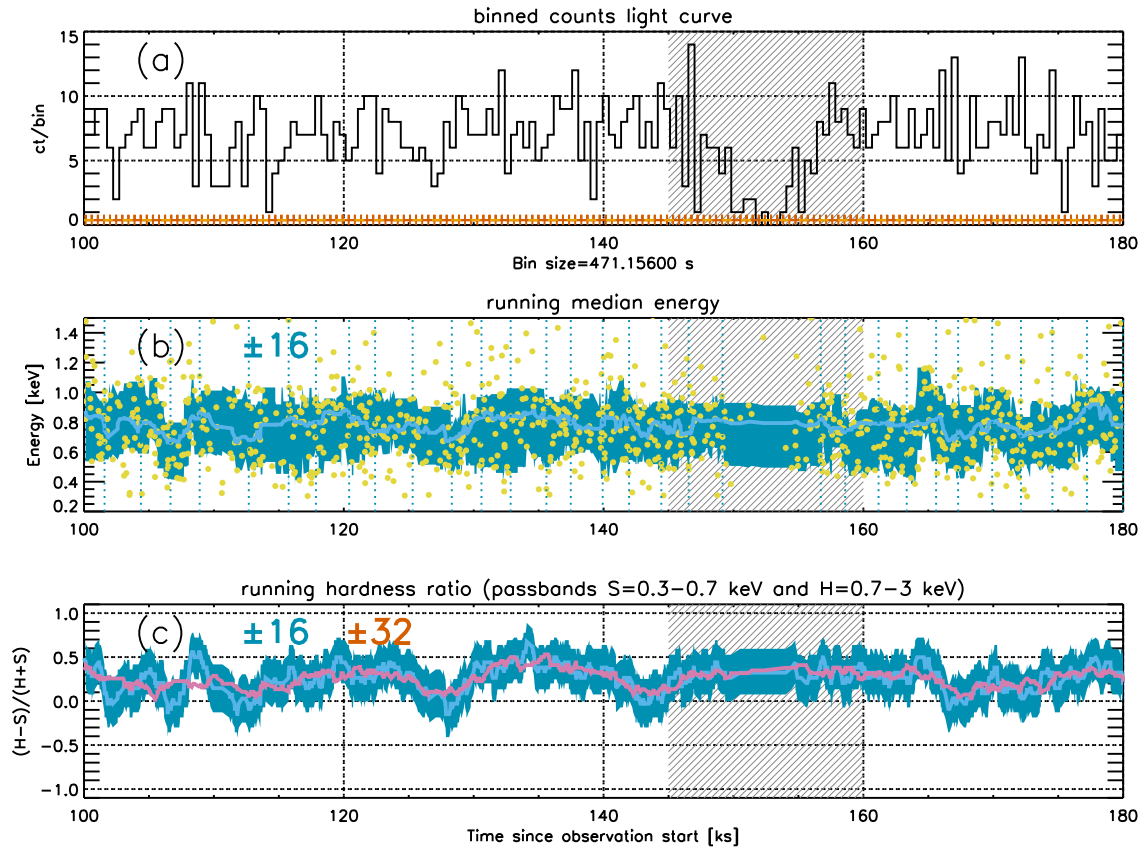 binned counts light curve
15
10
5
0
ct/bin
(a)
100 120 140 160 180
Bin size=471.15600 s
running median energy
1.4
1.2
1.0
0.8
0.6
0.4
0.2
Energy [keV]
(b) ±16
100 120 140 160 180
running hardness ratio (passbands S=0.3−0.7 keV and H=0.7−3 keV)
1.0
0.5
0.0
−0.5
−1.0
(H−S)/(H+S)
(c) ±16 ±32
100 120 140 160 180
Time since observation start [ks]